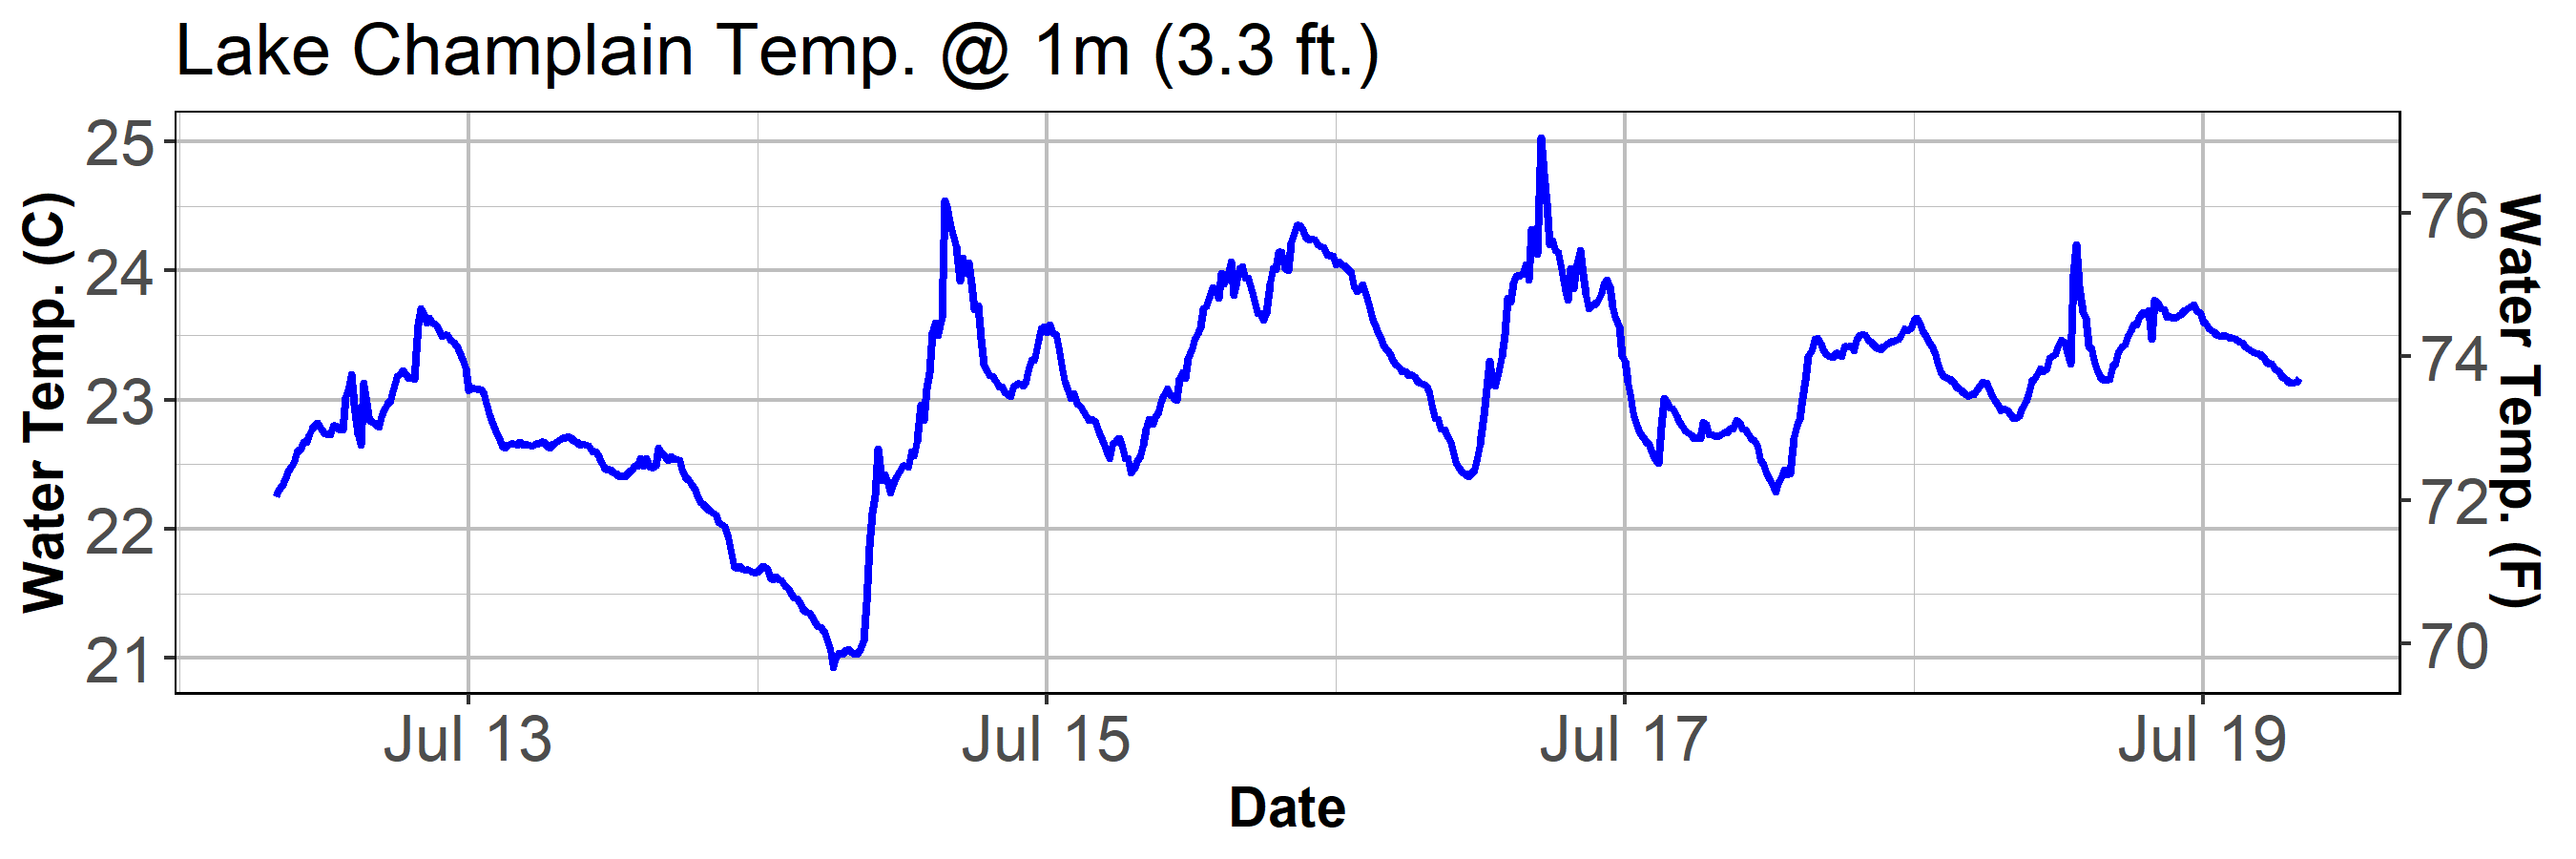 Lake Champlain Temp. @ 1m (3.3 ft.)
Water Temp. (C)
25
24
23
22
21
76
74
72
70
Water Temp. (F)
Jul 13
Jul 15
Jul 17
Jul 19
Date